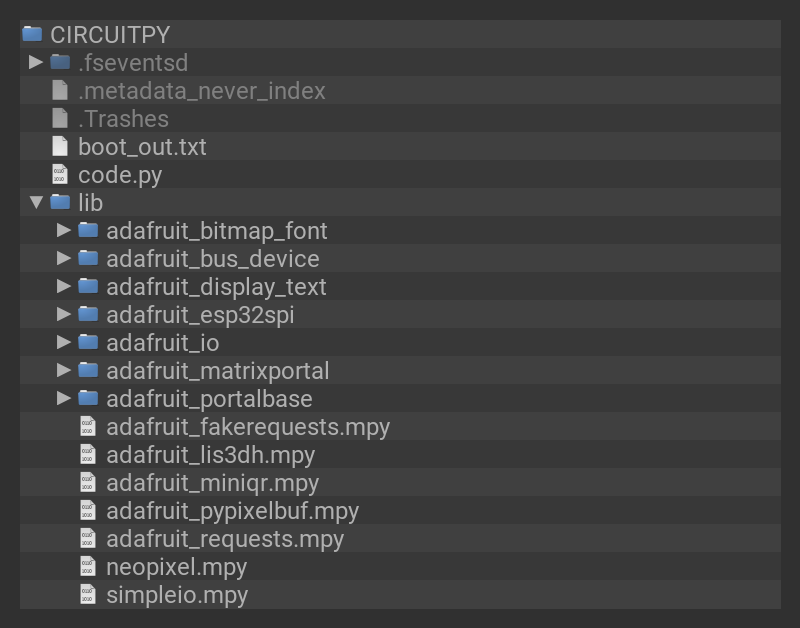 CIRCUITPY
.fseventsd
.metadata_never_index
.Trashes
boot_out.txt
code.py
lib
adafruit_bitmap_font
adafruit_bus_device
adafruit_display_text
adafruit_esp32spi
adafruit_io
adafruit_matrixportal
adafruit_portalbase
adafruit_fakerequests.mpy
adafruit_lis3dh.mpy
adafruit_miniqr.mpy
adafruit_pypixelbuf.mpy
adafruit_requests.mpy
neopixel.mpy
simpleio.mpy